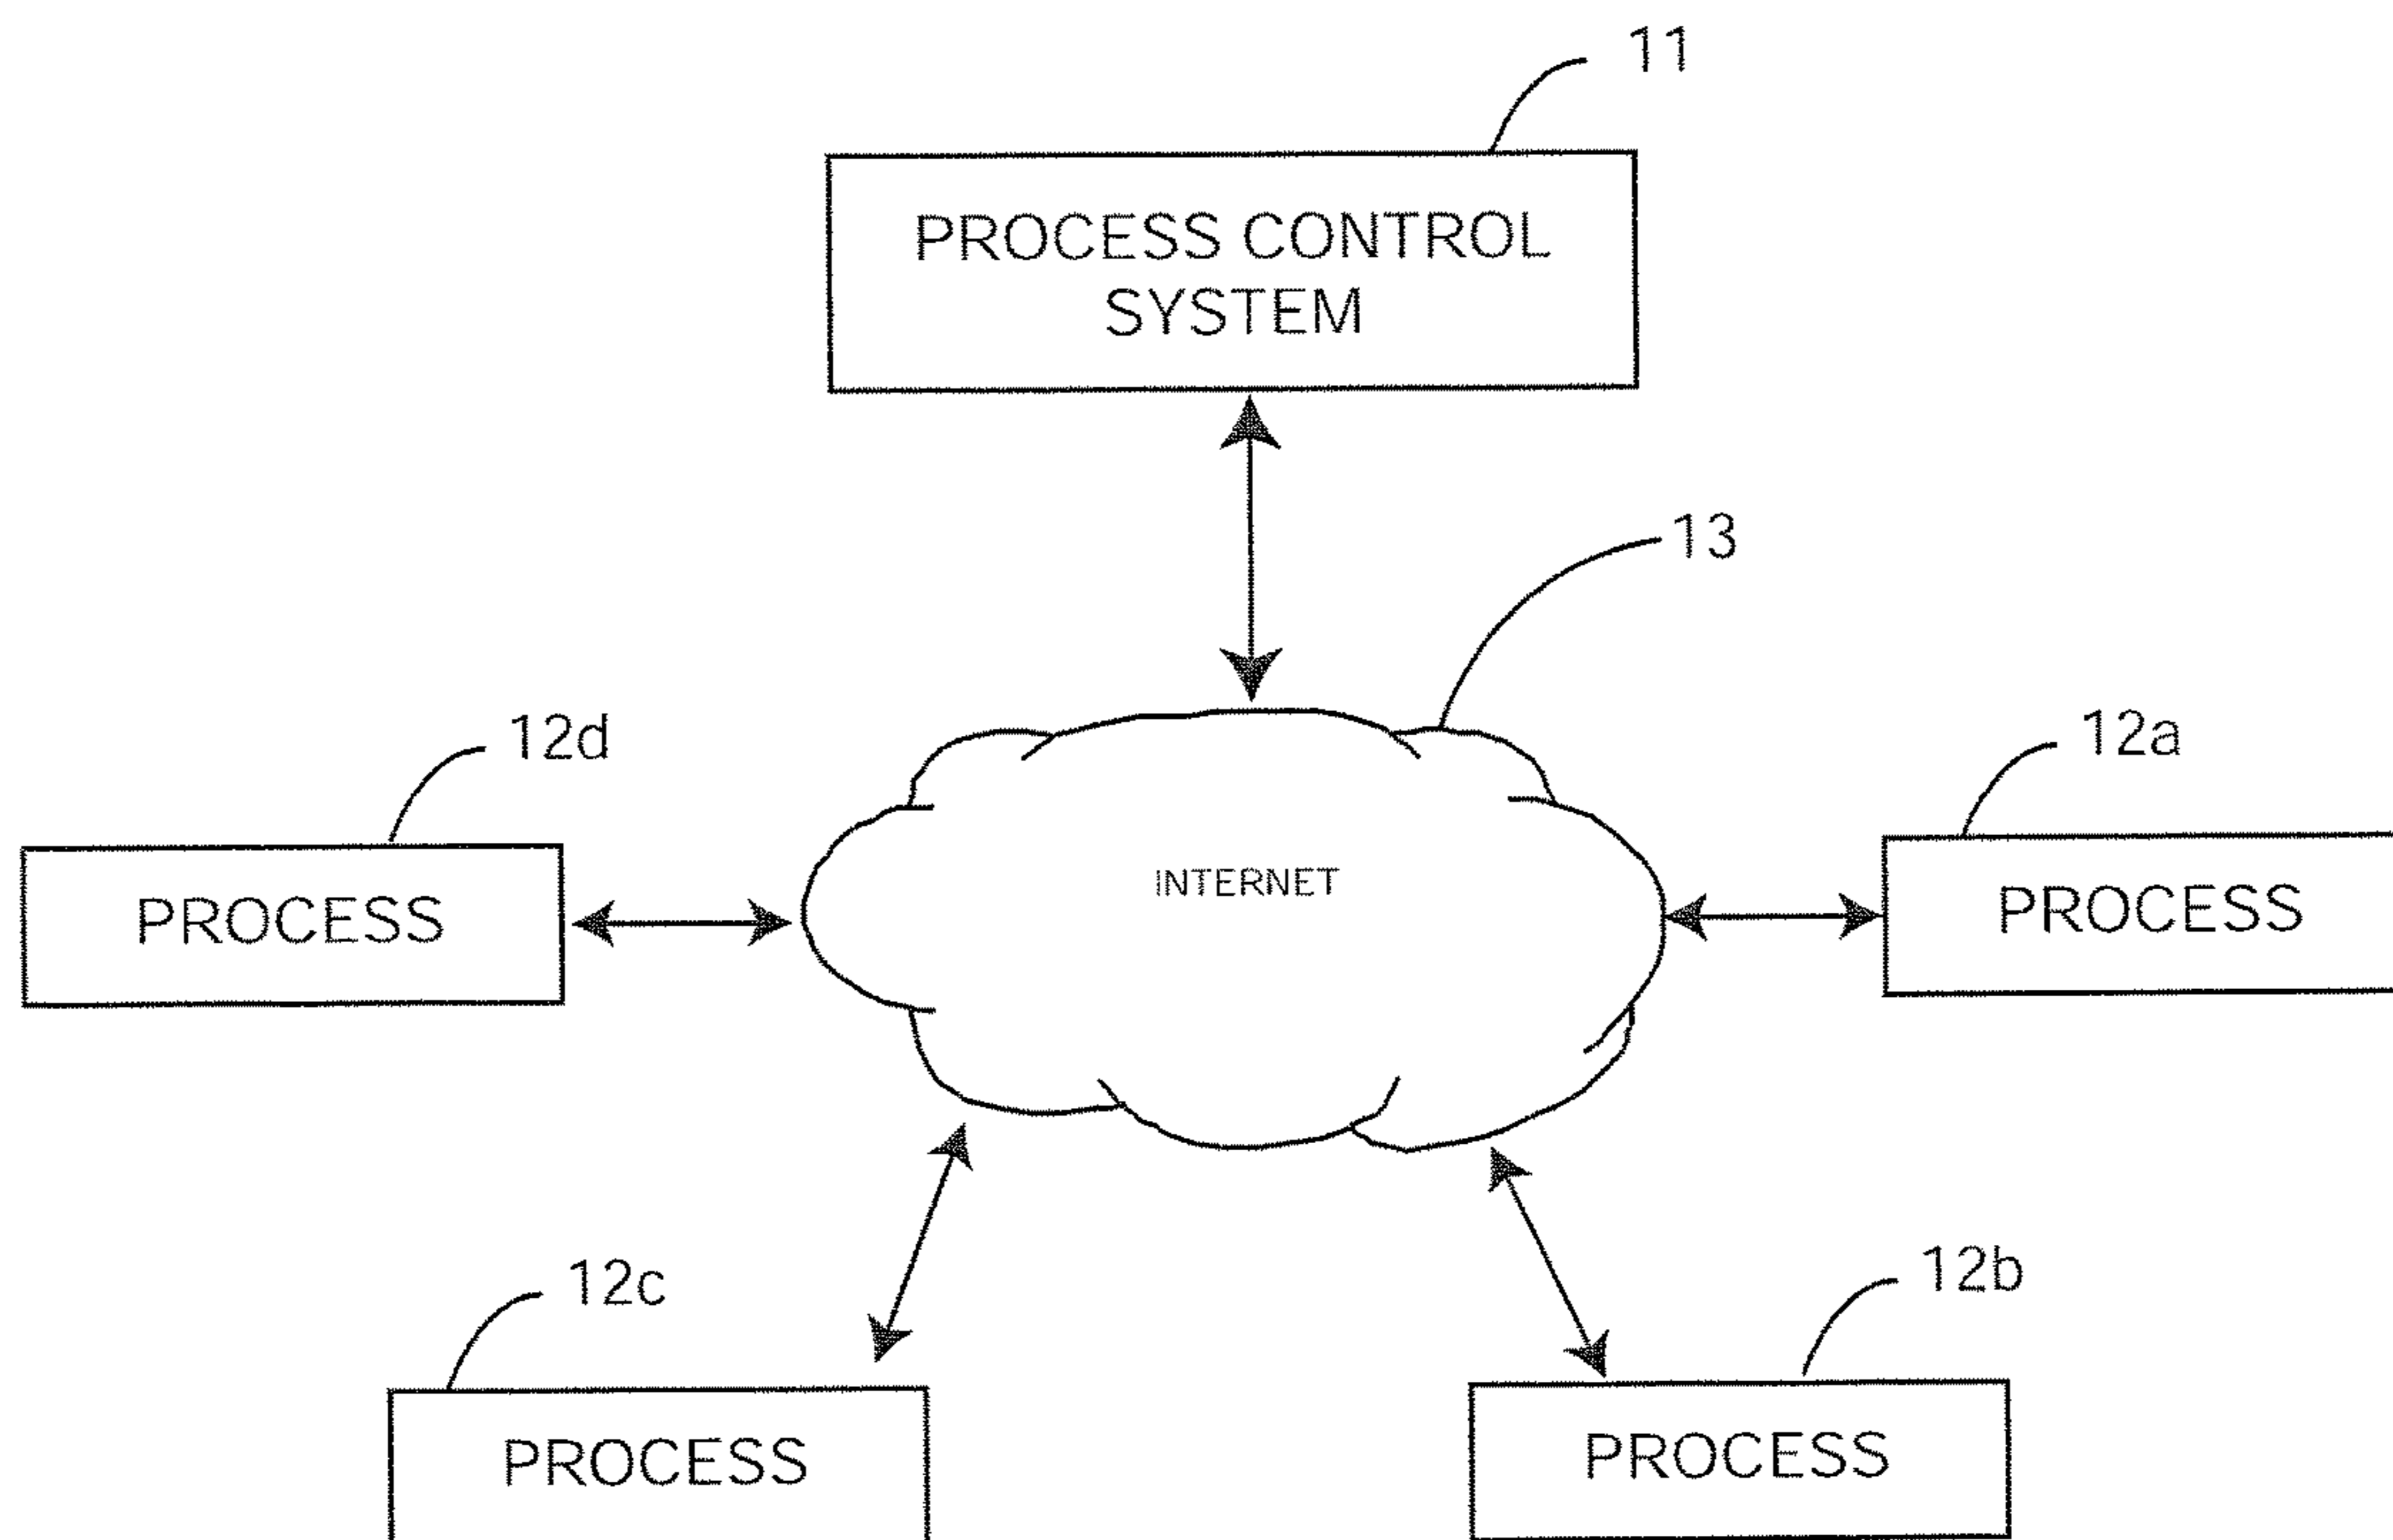 11
PROCESS CONTROL
SYSTEM
13
12d
12a
INTERNET
PROCESS
PROCESS
12c
12b
PROCESS
PROCESS